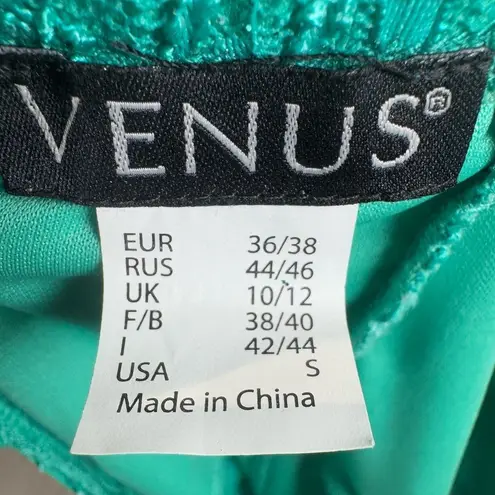 VENUS®
EUR 36/38
RUS 44/46
UK 10/12
F/B 38/40
I 42/44
USA S
Made in China